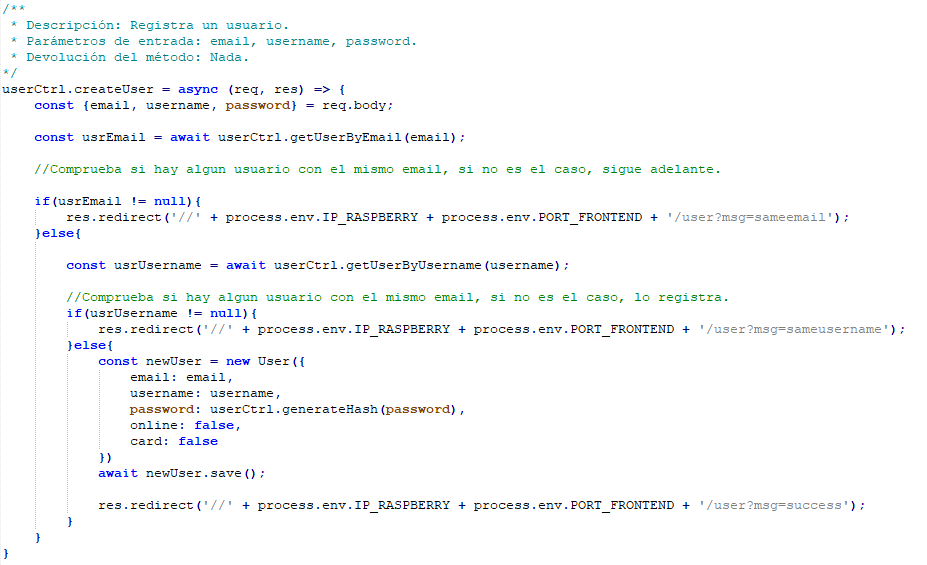 /**
 * Descripción: Registra un usuario.
 * Parámetros de entrada: email, username, password.
 * Devolución del método: Nada.
*/
userCtrl.createUser = async (req, res) => {
    const {email, username, password} = req.body;

    const usrEmail = await userCtrl.getUserByEmail(email);

    //Comprueba si hay algun usuario con el mismo email, si no es el caso, sigue adelante.

    if(usrEmail != null){
        res.redirect('//' + process.env.IP_RASPBERRY + process.env.PORT_FRONTEND + '/user?msg=sameemail');
    }else{

        const usrUsername = await userCtrl.getUserByUsername(username);

        //Comprueba si hay algun usuario con el mismo email, si no es el caso, lo registra.
        if(usrUsername != null){
            res.redirect('//' + process.env.IP_RASPBERRY + process.env.PORT_FRONTEND + '/user?msg=sameusername');
        }else{
            const newUser = new User({
                email: email,
                username: username,
                password: userCtrl.generateHash(password),
                online: false,
                card: false
            })
            await newUser.save();

            res.redirect('//' + process.env.IP_RASPBERRY + process.env.PORT_FRONTEND + '/user?msg=success');
        }
    }
}